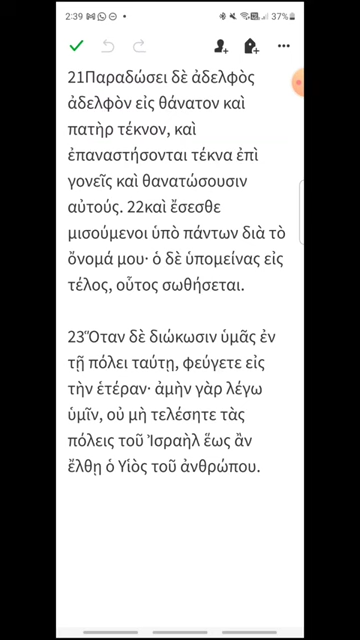 2:39
37%
21Παραδώσει δὲ ἀδελφὸς
ἀδελφὸν εἰς θάνατον καὶ
πατὴρ τέκνον, καὶ
ἐπαναστήσονται τέκνα ἐπὶ
γονεῖς καὶ θανατώσουσιν
αὐτούς. 22καὶ ἔσεσθε
μισούμενοι ὑπὸ πάντων διὰ τὸ
ὄνομά μου· ὁ δὲ ὑπομείνας εἰς
τέλος, οὗτος σωθήσεται.
23Ὅταν δὲ διώκωσιν ὑμᾶς ἐν
τῇ πόλει ταύτῃ, φεύγετε εἰς
τὴν ἑτέραν· ἀμὴν γὰρ λέγω
ὑμῖν, οὐ μὴ τελέσητε τὰς
πόλεις τοῦ Ἰσραὴλ ἕως ἂν
ἔλθῃ ὁ Υἱὸς τοῦ ἀνθρώπου.